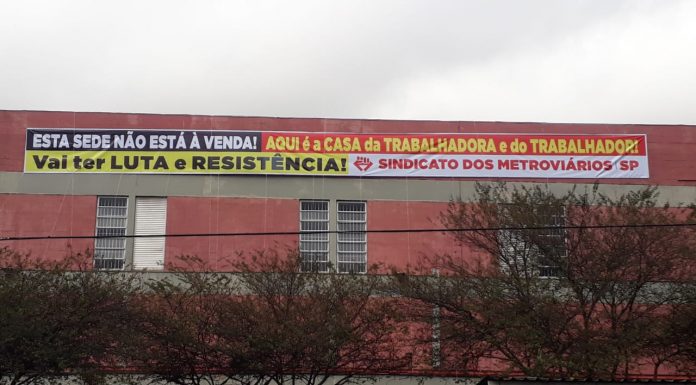 ESTA SEDE NÃO ESTÁ À VENDA! AQUI é a CASA da TRABALHADORA e do TRABALHADOR!
Vai ter LUTA e RESISTÊNCIA! SINDICATO DOS METROVIÁRIOS SP